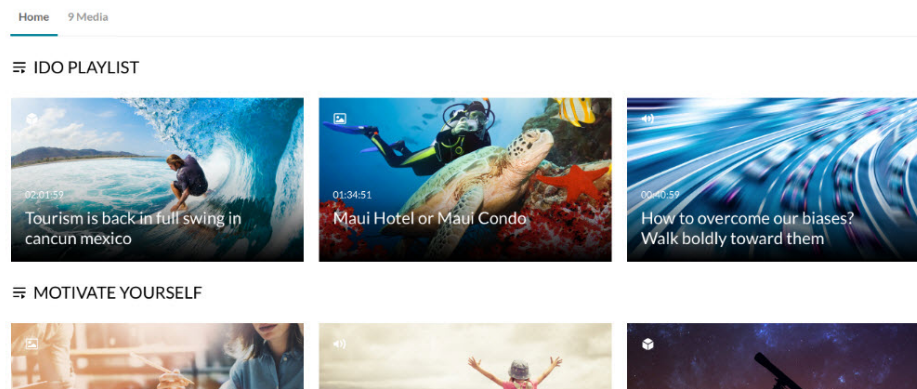 Home 9 Media
IDO PLAYLIST
02:01:59
Tourism is back in full swing in
cancun mexico
01:34:51
Maui Hotel or Maui Condo
00:40:59
How to overcome our biases?
Walk boldly toward them
MOTIVATE YOURSELF